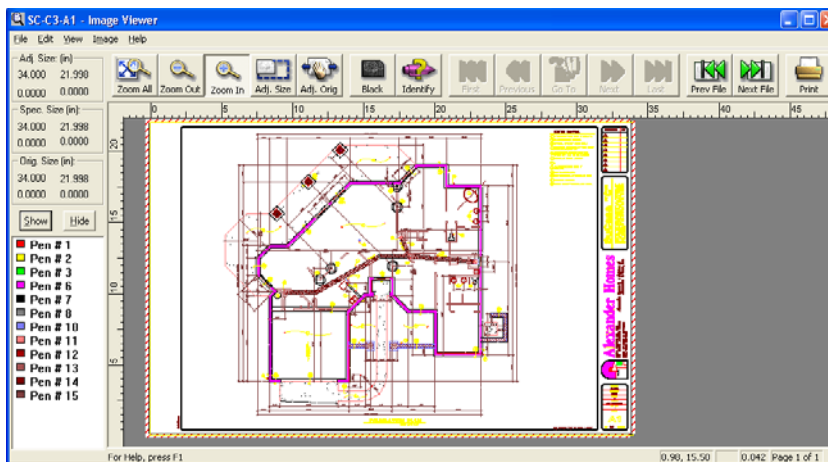 SC-C3-A1 - Image Viewer
File Edit View Image Help
Adj. Size: (in)
34.000 21.998
0.0000 0.0000
Spec. Size (in)
34.000 21.998
0.0000 0.0000
Orig. Size (in):
34.000 21.998
0.0000 0.0000
Show Hide
Pen # 1
Pen # 2
Pen # 3
Pen # 6
Pen # 7
Pen # 8
Pen # 10
Pen # 11
Pen # 12
Pen # 13
Pen # 14
Pen # 15
Zoom All Zoom Out Zoom In Adj. Size Adj. Orig Black Identify First Previous Go To Next Last Prev File Next File Print
0 5 10 15 20 25 30 35 40 45
20
15
10
5
Alexander Homes
For Help, press F1
0.98, 15.50 0.042 Page 1 of 1